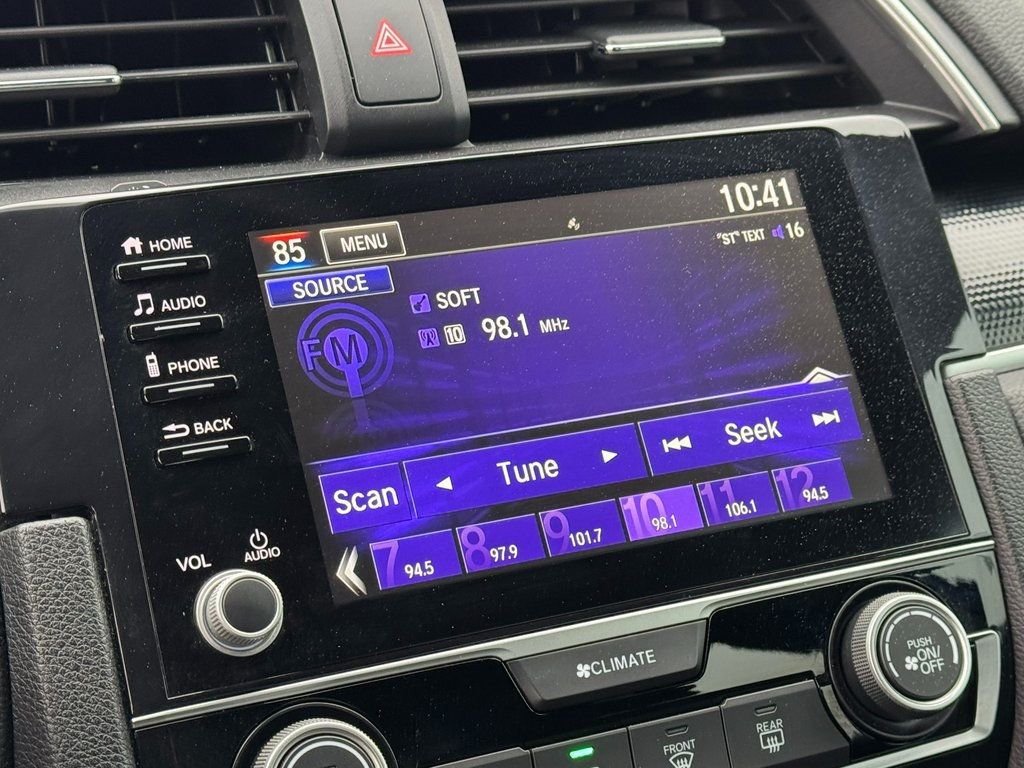 10:41
85 MENU
"ST" TEXT 16
HOME
SOURCE
SOFT
AUDIO
FM
10 98.1 MHz
PHONE
BACK
Scan
Tune
Seek
7 94.5
8 97.9
9 101.7
10 98.1
11 106.1
12 94.5
VOL
AUDIO
CLIMATE
PUSH
ON/
OFF
FRONT
REAR